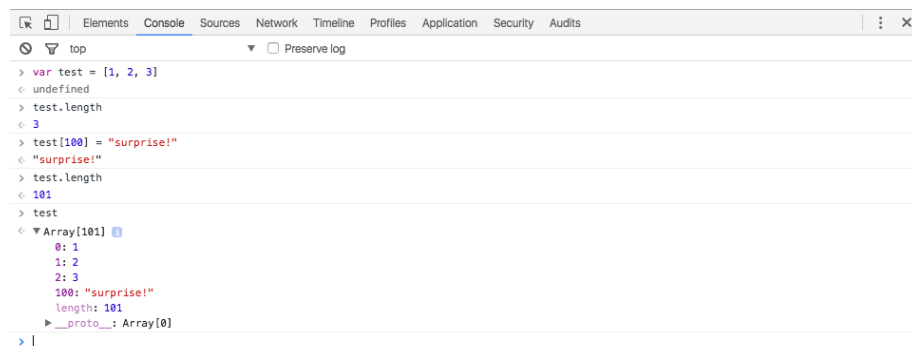 Elements Console Sources Network Timeline Profiles Application Security Audits
top Preserve log
> var test = [1, 2, 3]
undefined
> test.length
3
> test[100] = "surprise!"
"surprise!"
> test.length
101
> test
Array[101] i
0: 1
1: 2
2: 3
100: "surprise!"
length: 101
__proto__: Array[0]
>